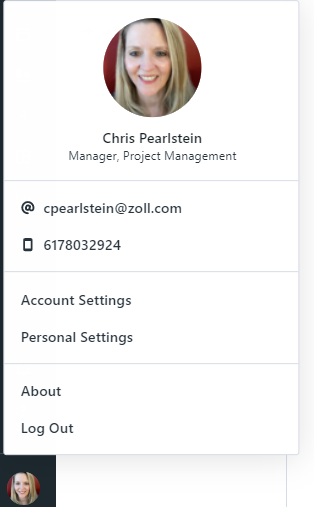 Chris Pearlstein
Manager, Project Management
cpearlstein@zoll.com
6178032924
Account Settings
Personal Settings
About
Log Out